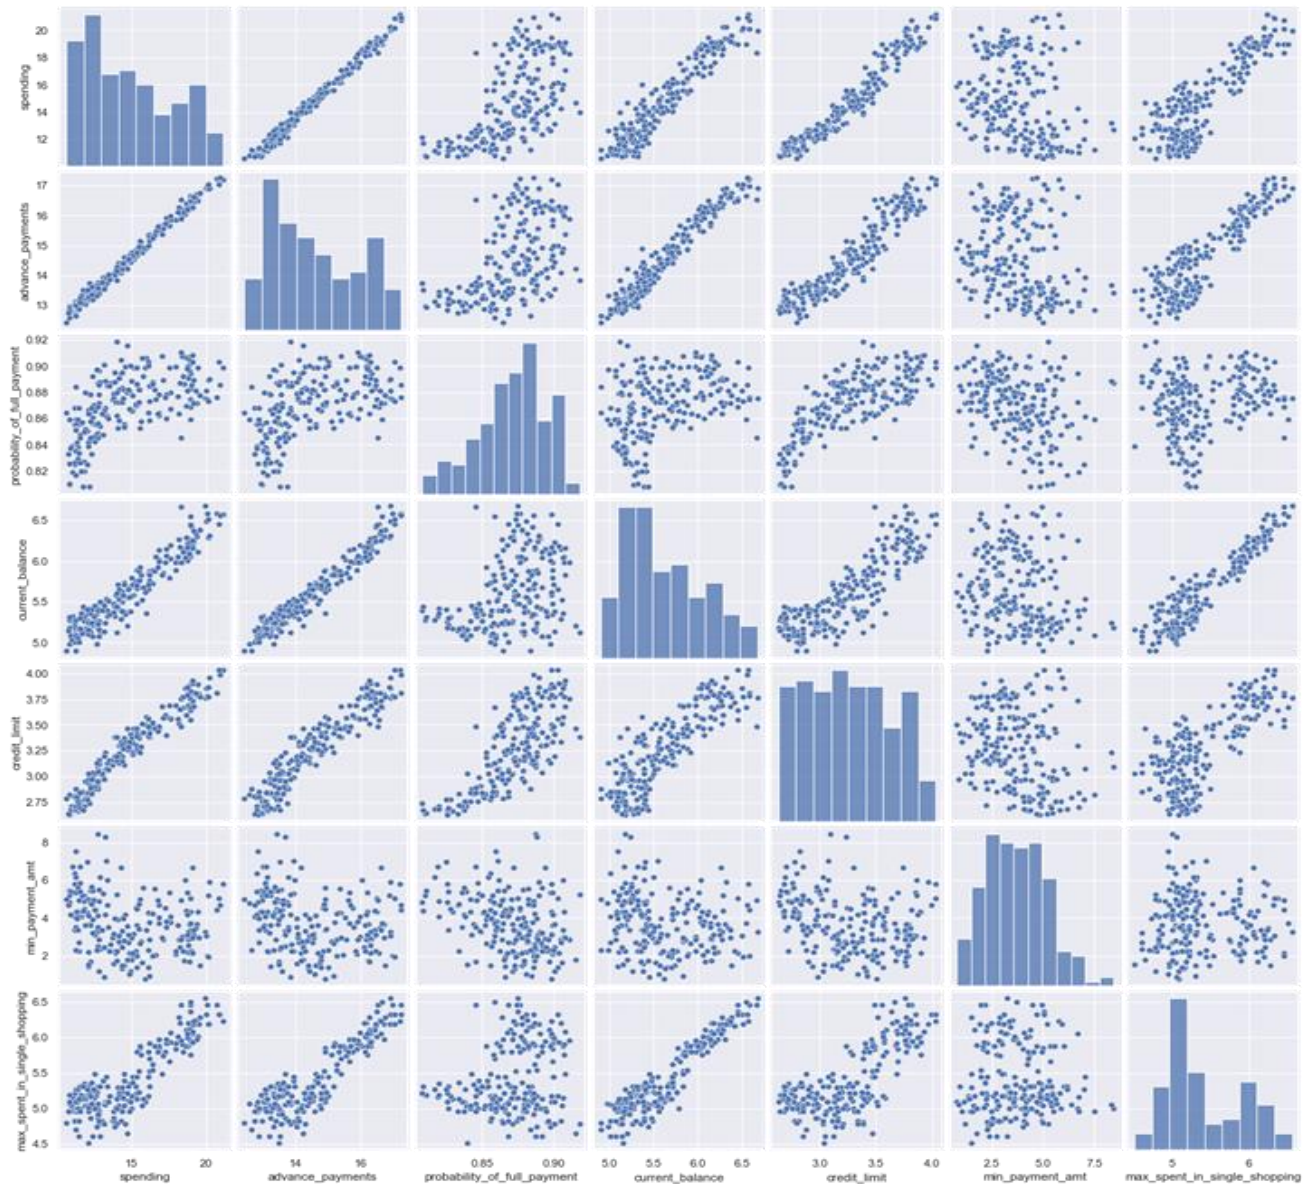 20
18
16
14
12
spending
17
16
15
14
13
advance_payments
0.92
0.90
0.88
0.86
0.84
0.82
probability_of_full_payment
6.5
6.0
5.5
5.0
current_balance
4.00
3.75
3.50
3.25
3.00
2.75
credit_limit
8
6
4
2
min_payment_amt
6.5
6.0
5.5
5.0
4.5
max_spent_in_single_shopping
15 20
spending
14 16
advance_payments
0.85 0.90
probability_of_full_payment
5.0 5.5 6.0 6.5
current_balance
3.0 3.5 4.0
credit_limit
2.5 5.0 7.5
min_payment_amt
5 6
max_spent_in_single_shopping